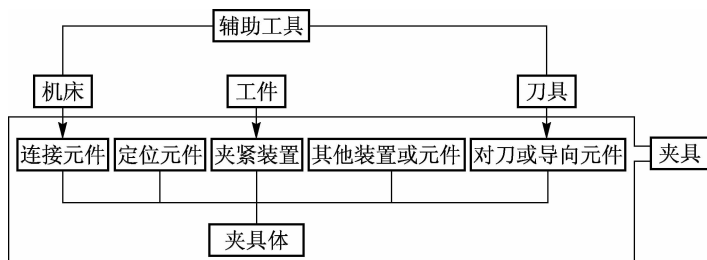 辅助工具
机床
工件
刀具
连接元件
定位元件
夹紧装置
其他装置或元件
对刀或导向元件
夹具
夹具体